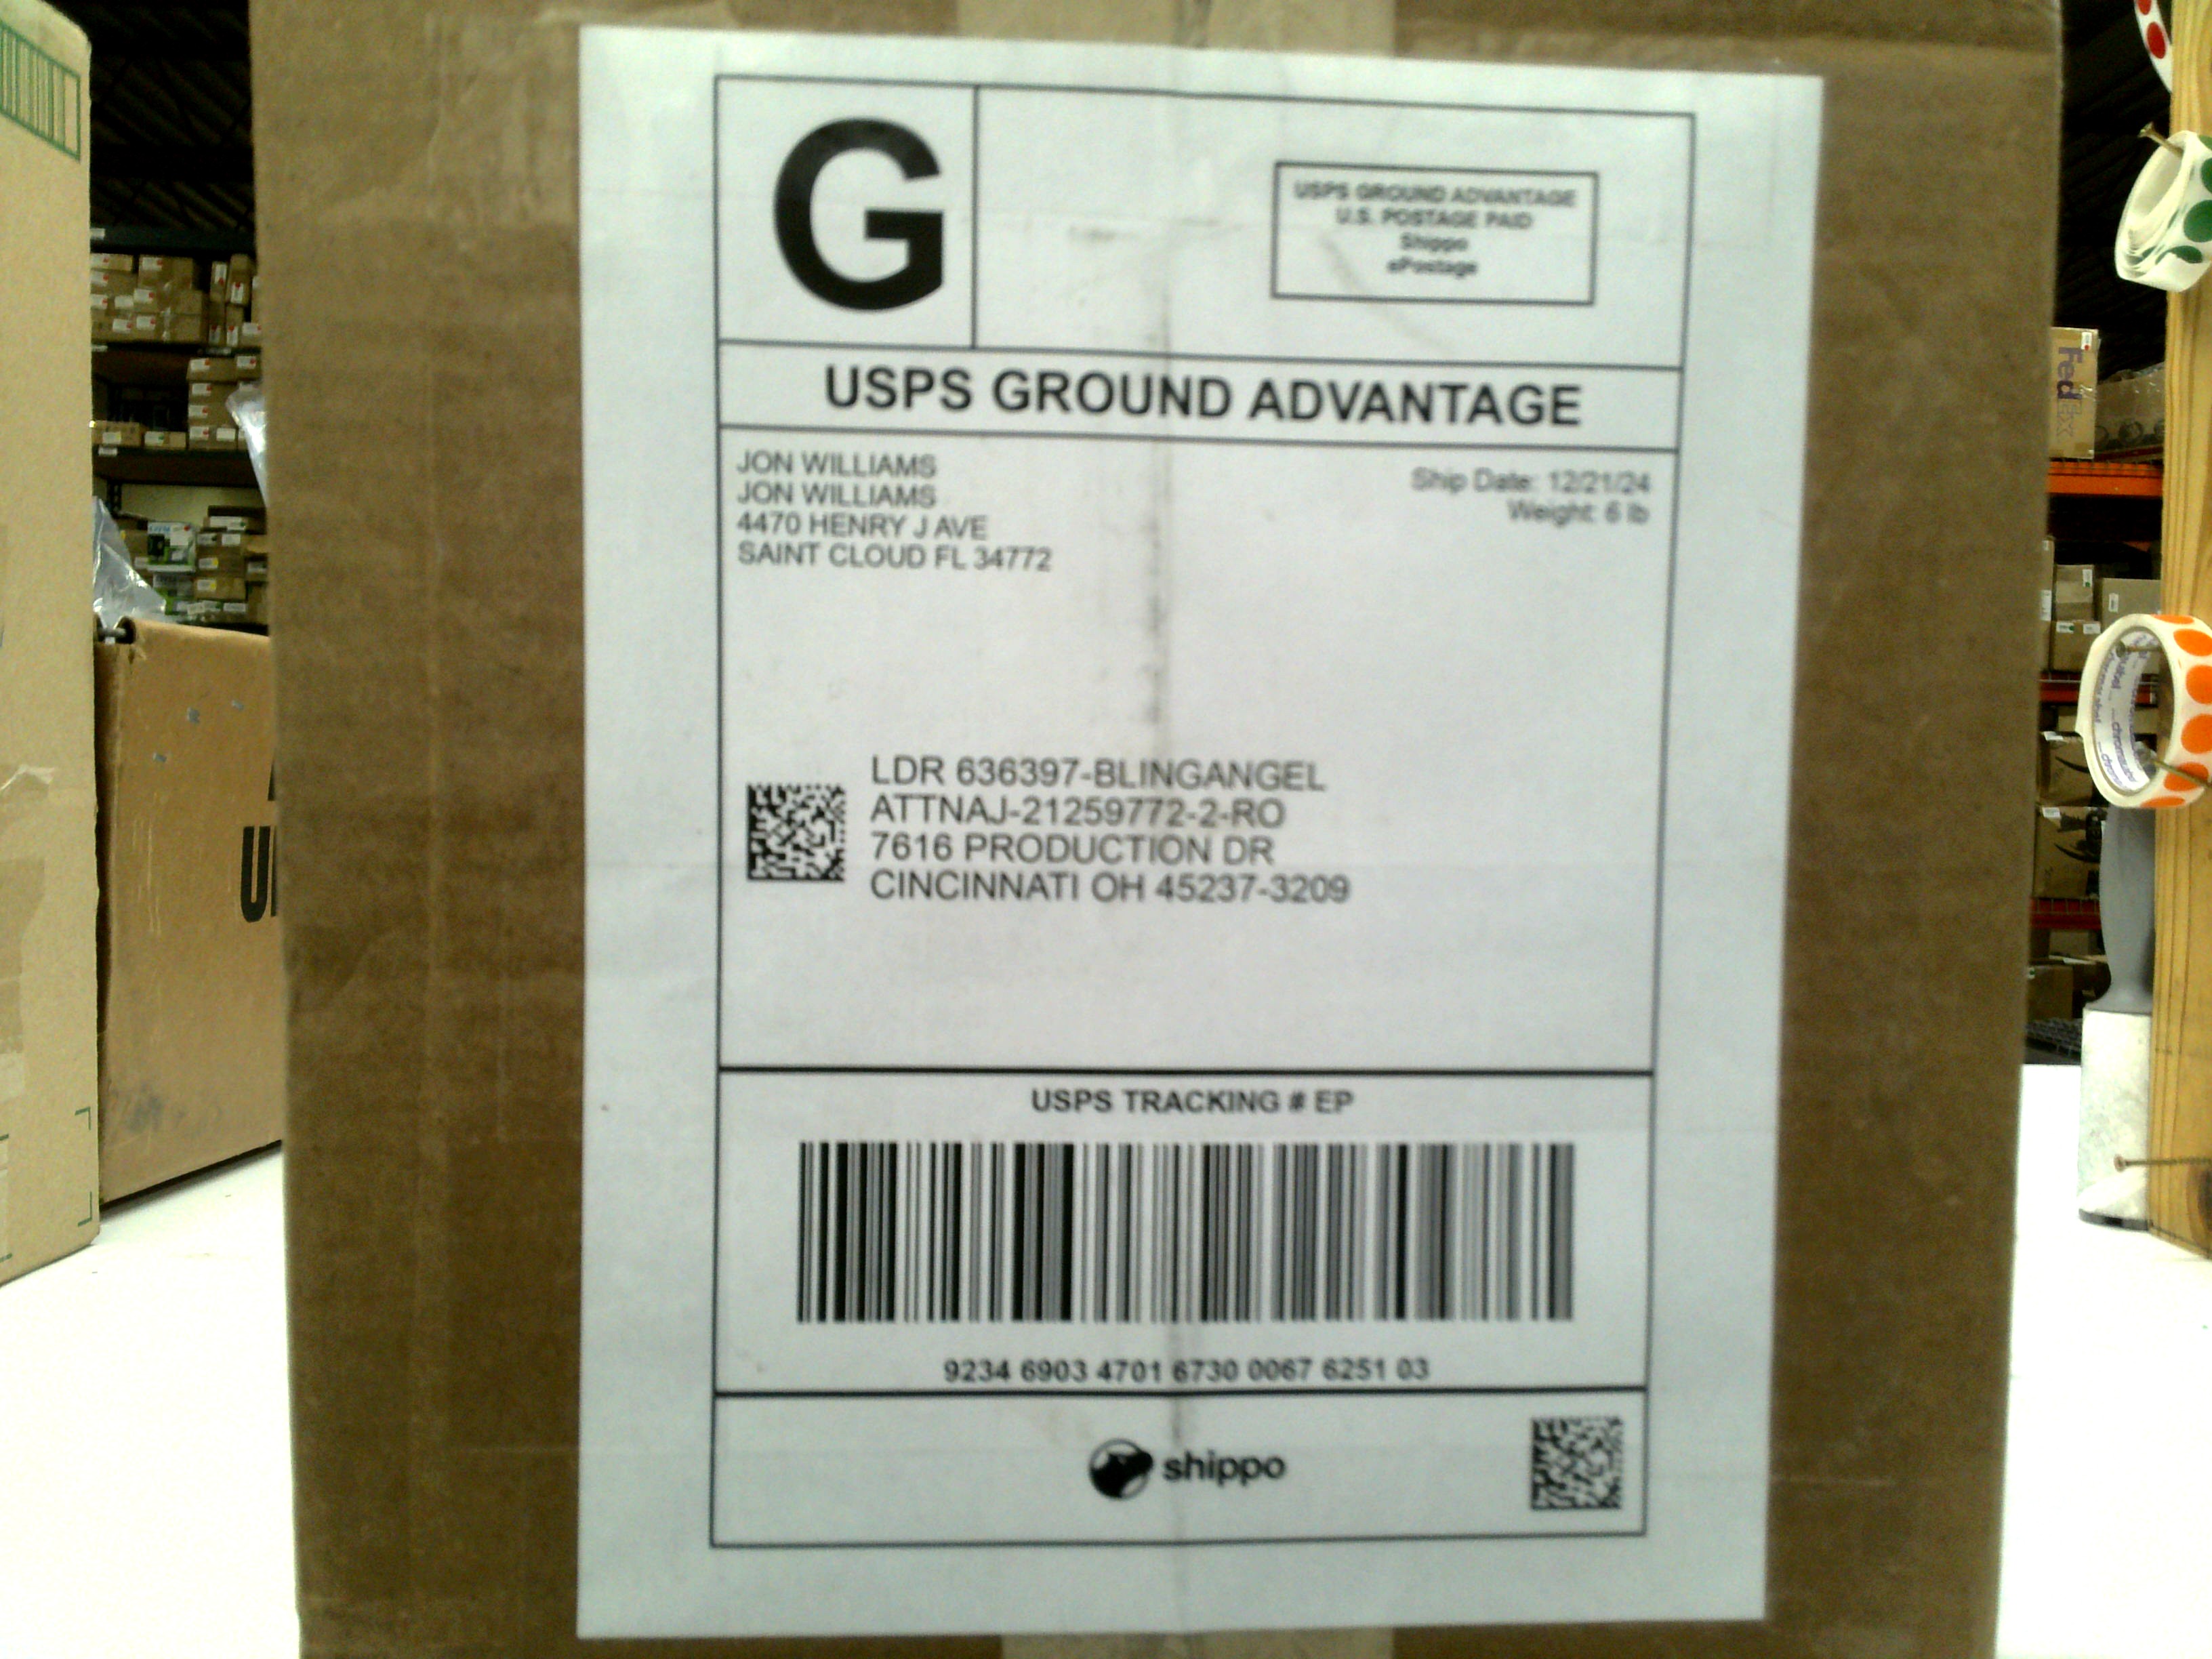 G
USPS GROUND ADVANTAGE
U.S. POSTAGE PAID
Shippo
ePostage
USPS GROUND ADVANTAGE
JON WILLIAMS
JON WILLIAMS
4470 HENRY J AVE
SAINT CLOUD FL 34772
Ship Date: 12/21/24
Weight: 6 lb
LDR 636397-BLINGANGEL
ATTNAJ-21259772-2-RO
7616 PRODUCTION DR
CINCINNATI OH 45237-3209
USPS TRACKING # EP
9234 6903 4701 6730 0067 6251 03
shippo
FedEx
U